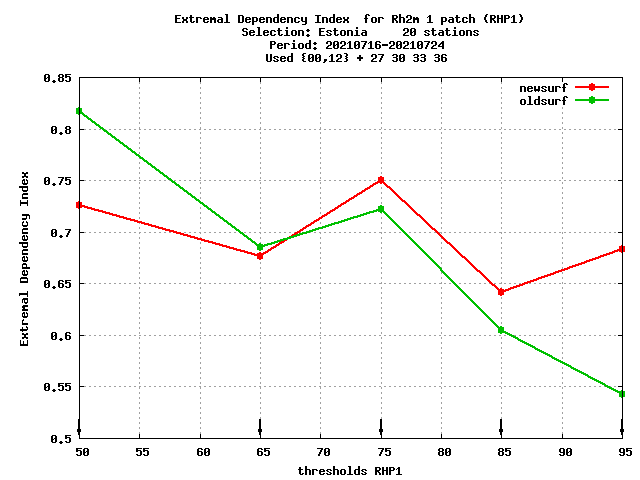 Extremal Dependency Index  for Rh2m 1 patch (RHP1)
Selection: Estonia     20 stations
Period: 20210716-20210724
Used {00,12} + 27 30 33 36
newsurf
oldsurf
0.85
0.8
0.75
0.7
0.65
0.6
0.55
0.5
Extremal Dependency Index
50 55 60 65 70 75 80 85 90 95
thresholds RHP1